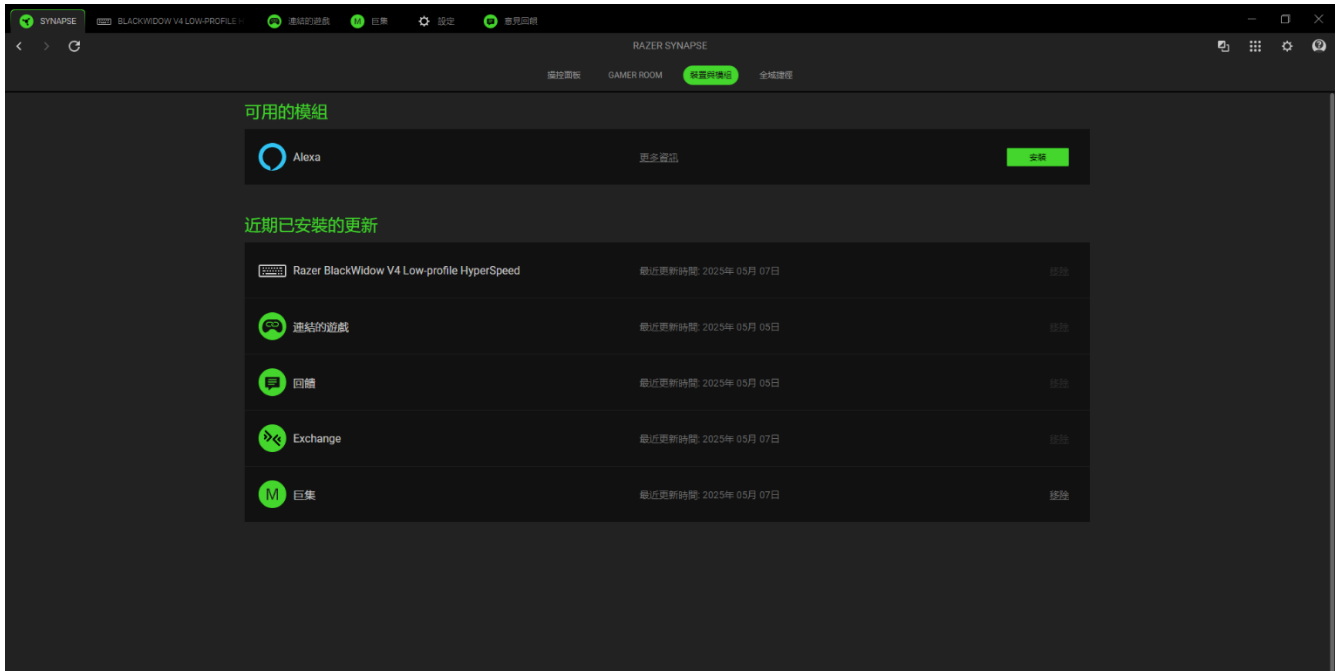 SYNAPSE BLACKWIDOW V4 LOW-PROFILE H 連結的遊戲 M 巨集 設定 意見回饋
RAZER SYNAPSE
操控面板 GAMER ROOM 裝置與模組 全域捷徑
可用的模組
Alexa 更多資訊 安裝
近期已安裝的更新
Razer BlackWidow V4 Low-profile HyperSpeed 最近更新時間: 2025年 05月 07日 移除
連結的遊戲 最近更新時間: 2025年 05月 05日 移除
回饋 最近更新時間: 2025年 05月 05日 移除
Exchange 最近更新時間: 2025年 05月 07日 移除
M 巨集 最近更新時間: 2025年 05月 07日 移除